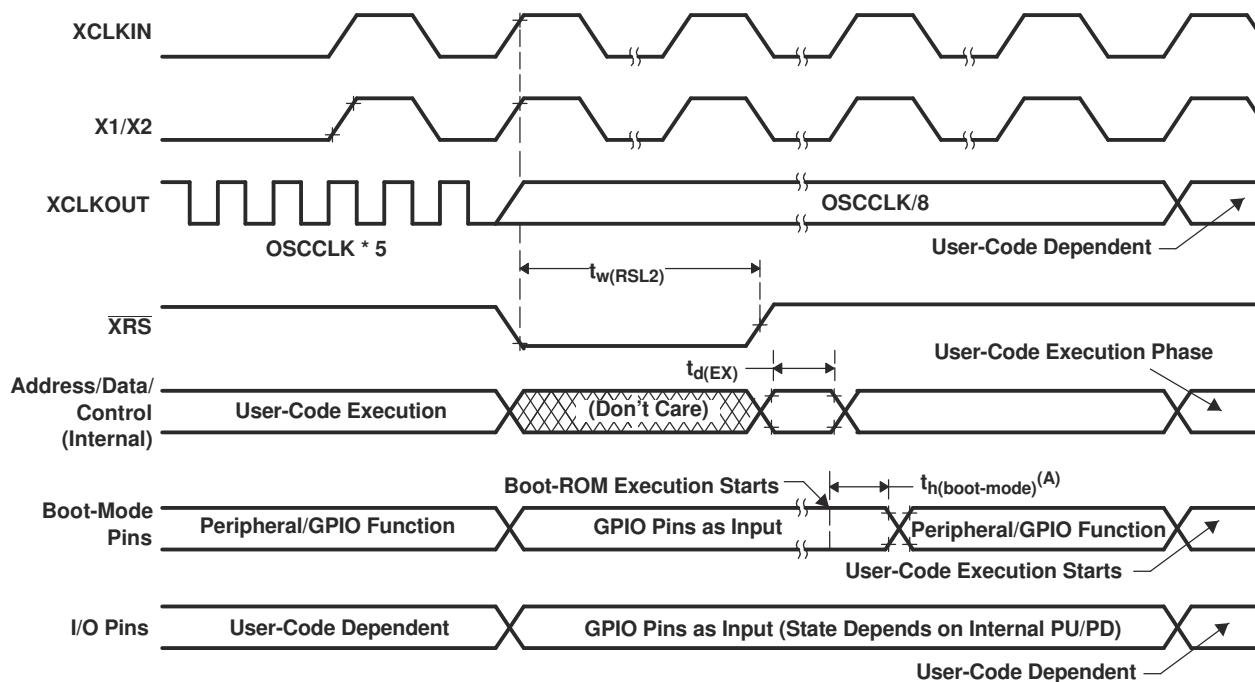 XCLKIN
X1/X2
XCLKOUT
OSCCLK * 5
OSCCLK/8
User-Code Dependent
tw(RSL2)
XRS
td(EX)
User-Code Execution Phase
Address/Data/
Control
(Internal)
User-Code Execution
(Don't Care)
Boot-ROM Execution Starts
th(boot-mode)(A)
Boot-Mode
Pins
Peripheral/GPIO Function
GPIO Pins as Input
Peripheral/GPIO Function
User-Code Execution Starts
I/O Pins
User-Code Dependent
GPIO Pins as Input (State Depends on Internal PU/PD)
User-Code Dependent